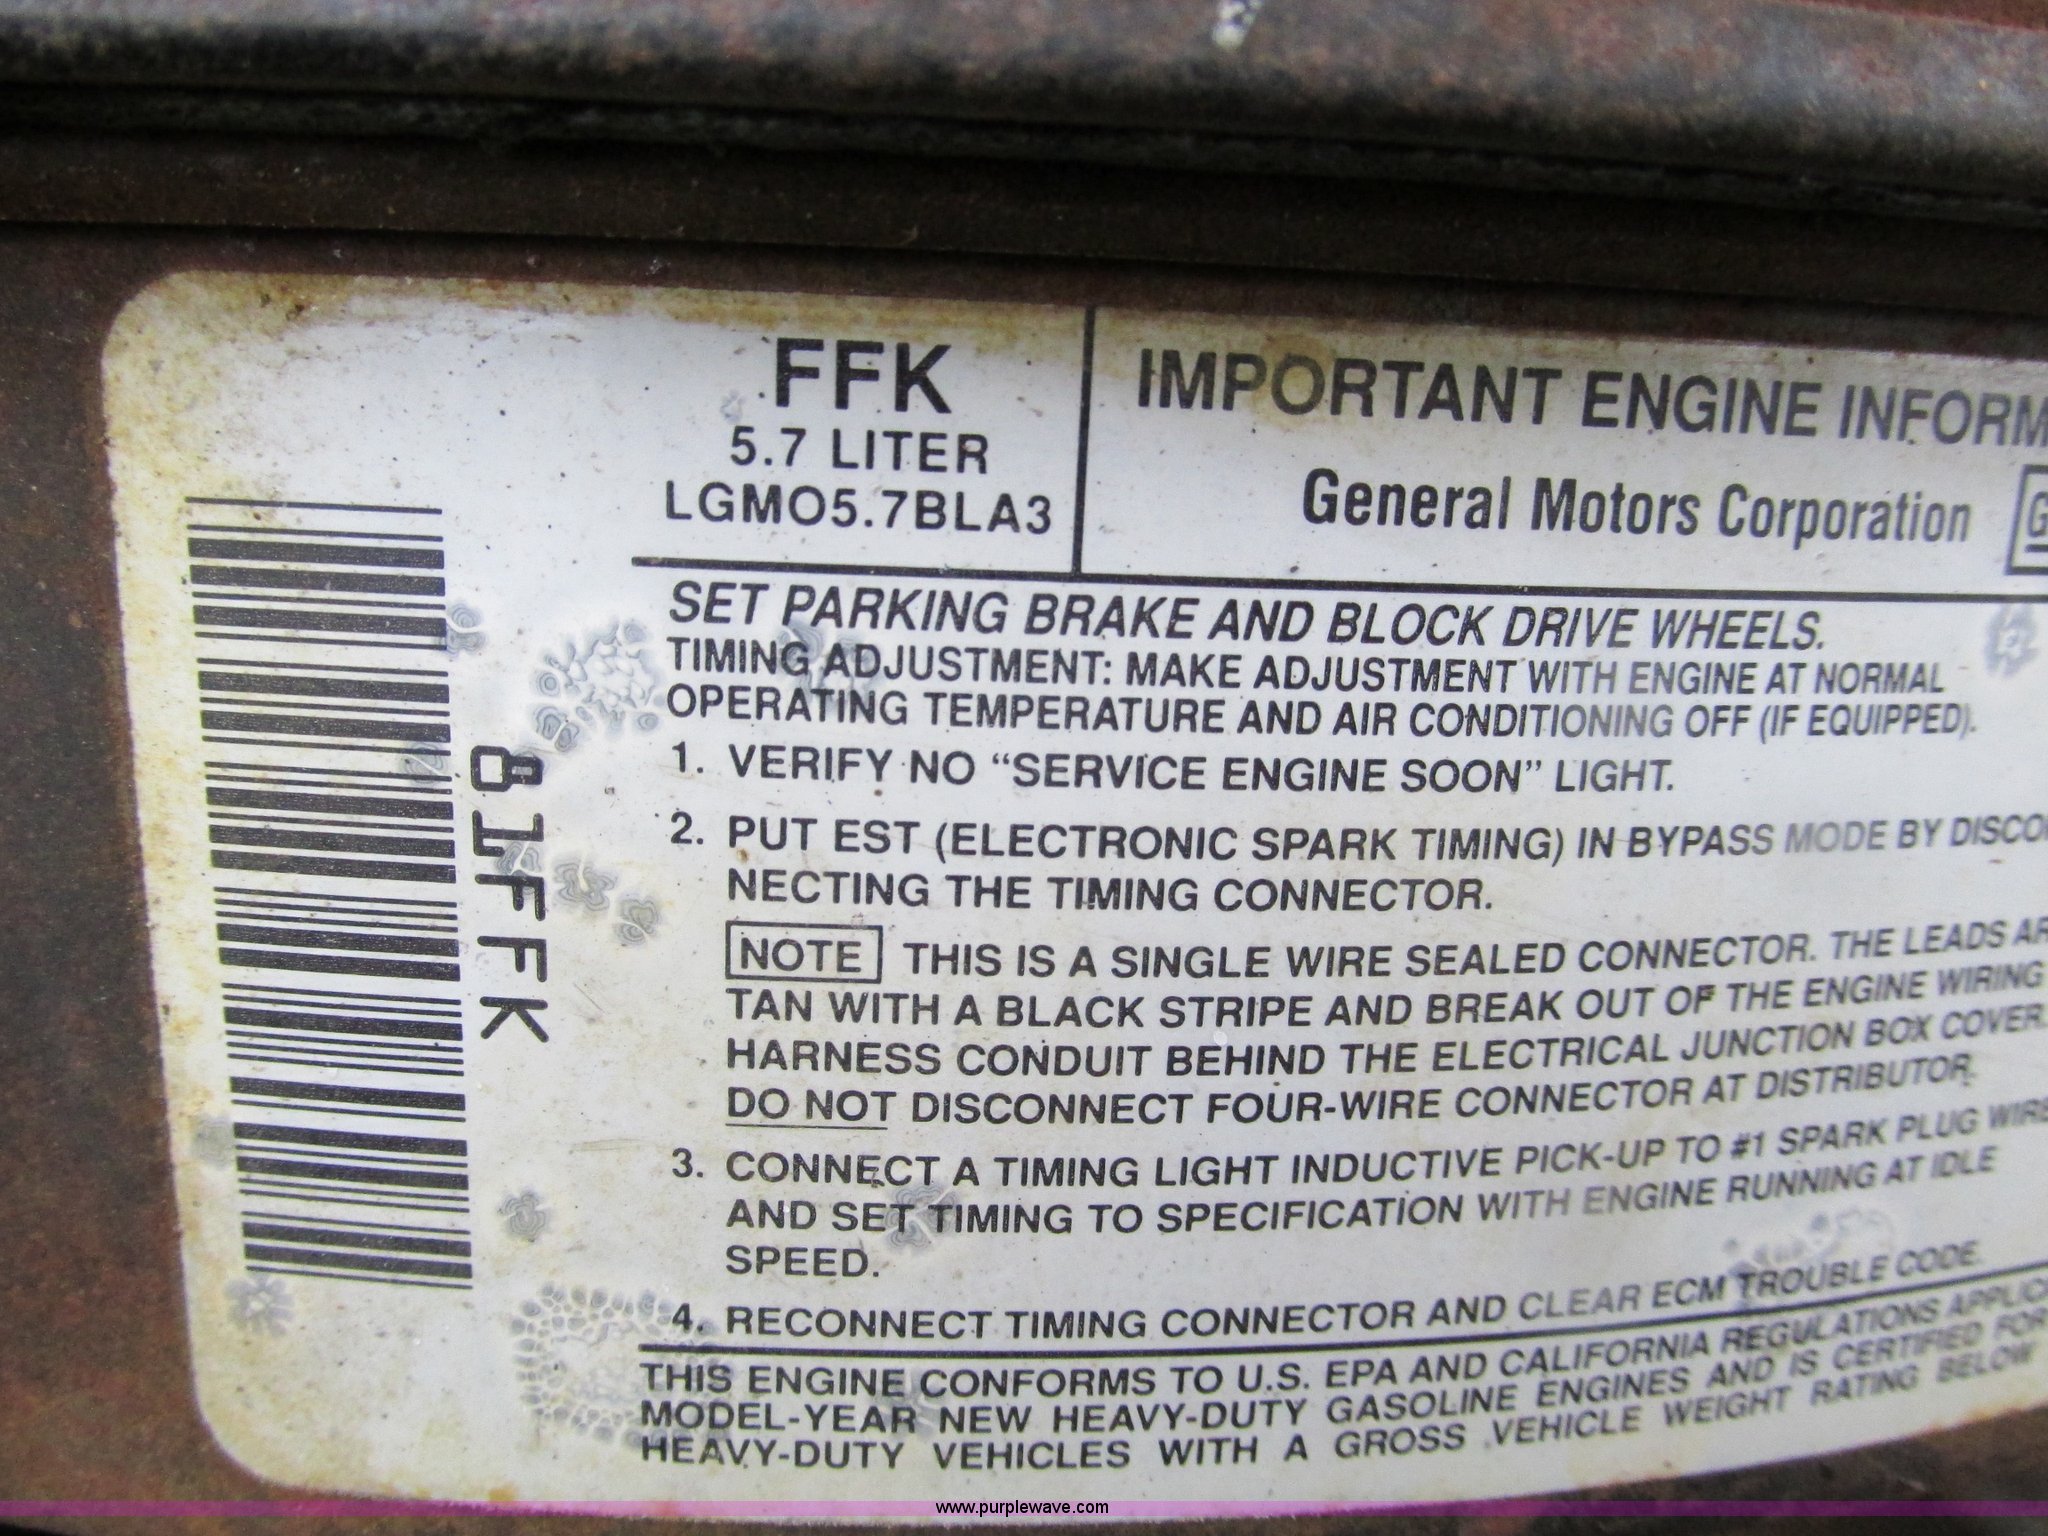 FFK
5.7 LITER
LGMO5.7BLA3
IMPORTANT ENGINE INFORM
General Motors Corporation
81FFK
SET PARKING BRAKE AND BLOCK DRIVE WHEELS.
TIMING ADJUSTMENT: MAKE ADJUSTMENT WITH ENGINE AT NORMAL
OPERATING TEMPERATURE AND AIR CONDITIONING OFF (IF EQUIPPED).
1. VERIFY NO "SERVICE ENGINE SOON" LIGHT.
2. PUT EST (ELECTRONIC SPARK TIMING) IN BYPASS MODE BY DISCO
NECTING THE TIMING CONNECTOR.
NOTE THIS IS A SINGLE WIRE SEALED CONNECTOR. THE LEADS AR
TAN WITH A BLACK STRIPE AND BREAK OUT OF THE ENGINE WIRING
HARNESS CONDUIT BEHIND THE ELECTRICAL JUNCTION BOX COVER.
DO NOT DISCONNECT FOUR-WIRE CONNECTOR AT DISTRIBUTOR.
3. CONNECT A TIMING LIGHT INDUCTIVE PICK-UP TO #1 SPARK PLUG WIRE
AND SET TIMING TO SPECIFICATION WITH ENGINE RUNNING AT IDLE
SPEED.
4. RECONNECT TIMING CONNECTOR AND CLEAR ECM TROUBLE CODE.
THIS ENGINE CONFORMS TO U.S. EPA AND CALIFORNIA REGULATIONS APPLIC
MODEL-YEAR NEW HEAVY-DUTY GASOLINE ENGINES AND IS CERTIFIED FOR
HEAVY-DUTY VEHICLES WITH A GROSS VEHICLE WEIGHT RATING BELOW
www.purplewave.com